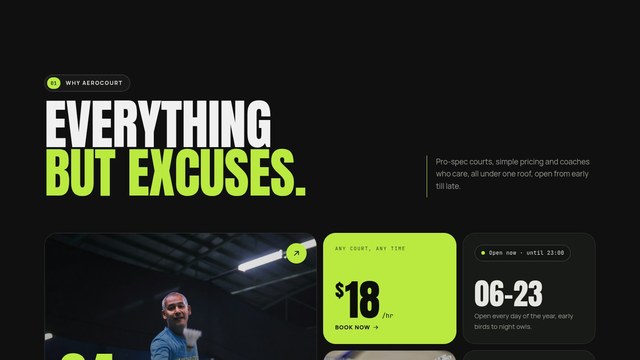 01 WHY AEROCOURT
EVERYTHING
BUT EXCUSES.
Pro-spec courts, simple pricing and coaches
who care, all under one roof, open from early
till late.
ANY COURT, ANY TIME
$18 /hr
BOOK NOW →
Open now · until 23:00
06-23
Open every day of the year, early
birds to night owls.